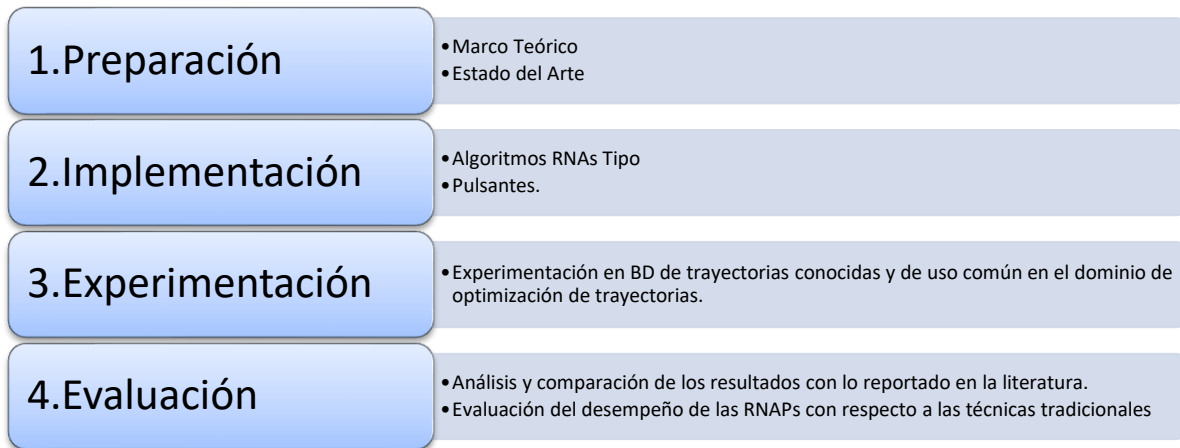 1.Preparación
•Marco Teórico
•Estado del Arte
2.Implementación
•Algoritmos RNAs Tipo
•Pulsantes.
3.Experimentación
•Experimentación en BD de trayectorias conocidas y de uso común en el dominio de
optimización de trayectorias.
4.Evaluación
•Análisis y comparación de los resultados con lo reportado en la literatura.
•Evaluación del desempeño de las RNAPs con respecto a las técnicas tradicionales